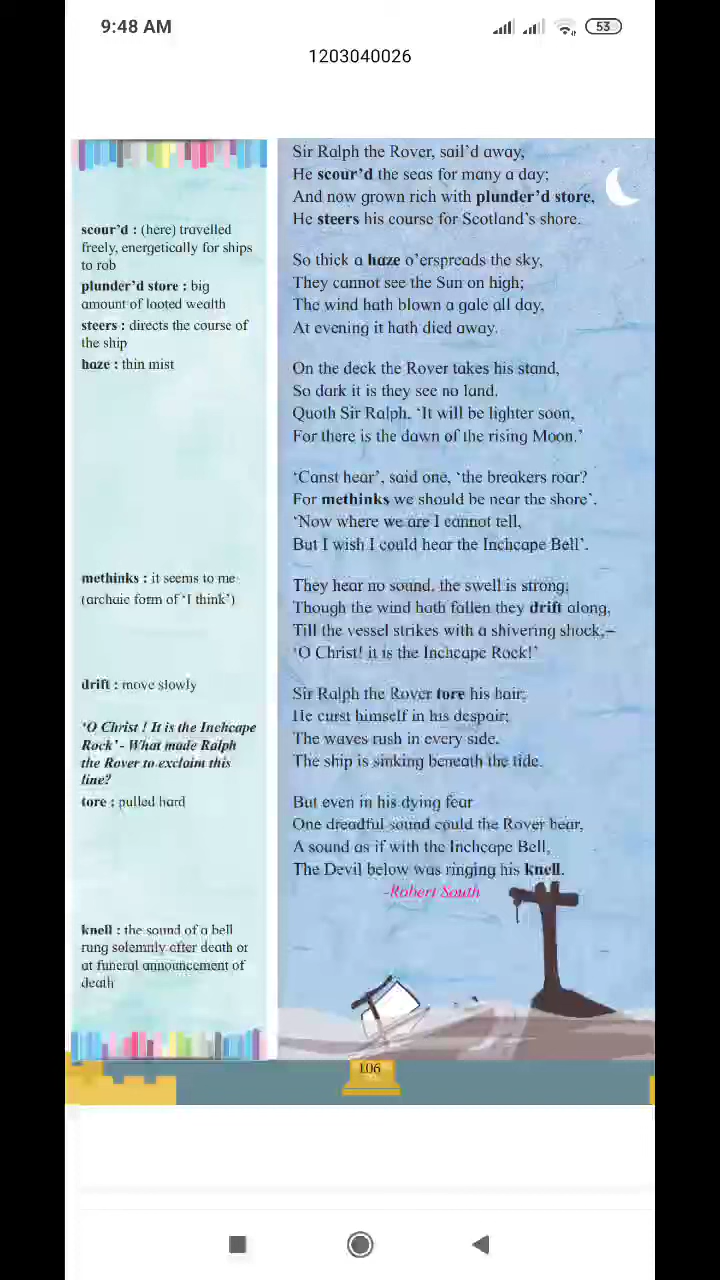 9:48 AM
53
1203040026
Sir Ralph the Rover, sail'd away,
He scour'd the seas for many a day;
And now grown rich with plunder'd store,
He steers his course for Scotland's shore.
So thick a haze o'erspreads the sky,
They cannot see the Sun on high;
The wind hath blown a gale all day,
At evening it hath died away.
On the deck the Rover takes his stand,
So dark it is they see no land.
Quoth Sir Ralph, 'It will be lighter soon,
For there is the dawn of the rising Moon.'
'Canst hear', said one, 'the breakers roar?
For methinks we should be near the shore'.
'Now where we are I cannot tell,
But I wish I could hear the Inchcape Bell'.
They hear no sound, the swell is strong;
Though the wind hath fallen they drift along,
Till the vessel strikes with a shivering shock,–
'O Christ! it is the Inchcape Rock!'
Sir Ralph the Rover tore his hair;
He curst himself in his despair;
The waves rush in every side.
The ship is sinking beneath the tide.
But even in his dying fear
One dreadful sound could the Rover hear,
A sound as if with the Inchcape Bell,
The Devil below was ringing his knell.
-Robert South
scour'd : (here) travelled
freely, energetically for ships
to rob
plunder'd store : big
amount of looted wealth
steers : directs the course of
the ship
haze : thin mist
methinks : it seems to me
(archaic form of 'I think')
drift : move slowly
'O Christ ! It is the Inchcape
Rock'- What made Ralph
the Rover to exclaim this
line?
tore : pulled hard
knell : the sound of a bell
rung solemnly after death or
at funeral announcement of
death
106